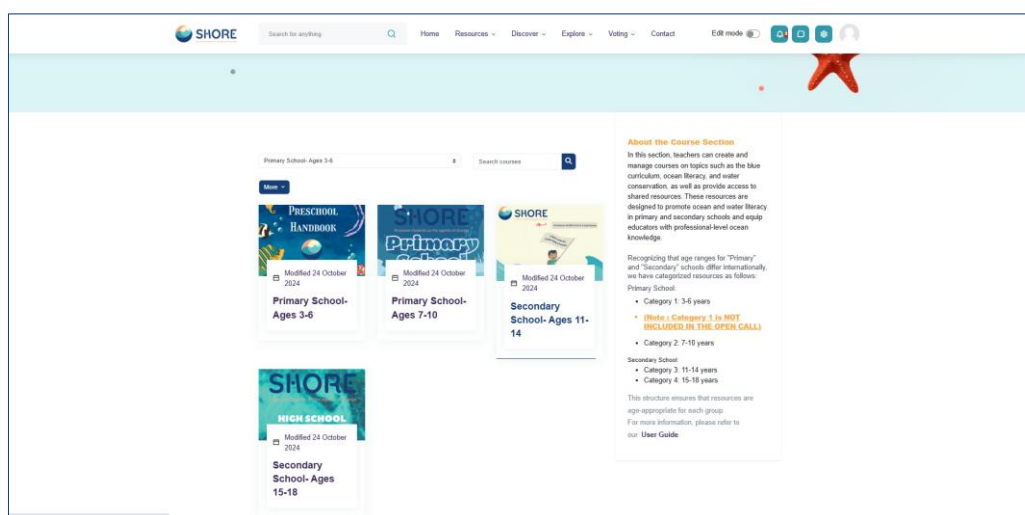 SHORE
Search for anything
Home Resources Discover Explore Voting Contact
Edit mode
Primary School- Ages 3-6
Search courses
More
PRESCHOOL
HANDBOOK
Modified 24 October
2024
Primary School-
Ages 3-6
SHORE
Primary
School
Modified 24 October
2024
Primary School-
Ages 7-10
SHORE
Modified 24 October
2024
Secondary
School- Ages 11-
14
SHORE
HIGH SCHOOL
Modified 24 October
2024
Secondary
School- Ages
15-18
About the Course Section
In this section, teachers can create and
manage courses on topics such as the blue
curriculum, ocean literacy, and water
conservation, as well as provide access to
shared resources. These resources are
designed to promote ocean and water literacy
in primary and secondary schools and equip
educators with professional-level ocean
knowledge.
Recognizing that age ranges for "Primary"
and "Secondary" schools differ internationally,
we have categorized resources as follows:
Primary School:
• Category 1: 3-6 years
• (Note : Category 1 is NOT
INCLUDED IN THE OPEN CALL)
• Category 2: 7-10 years
Secondary School:
• Category 3: 11-14 years
• Category 4: 15-18 years
This structure ensures that resources are
age-appropriate for each group.
For more information, please refer to
our User Guide.